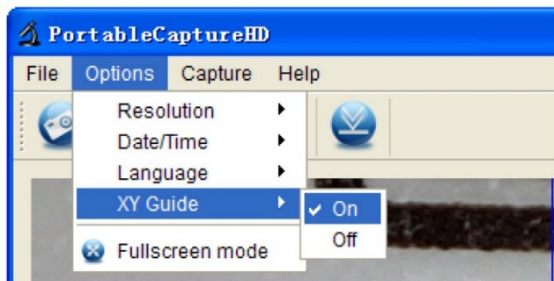 PortableCaptureHD
File Options Capture Help
Resolution
Date/Time
Language
XY Guide
On
Off
Fullscreen mode